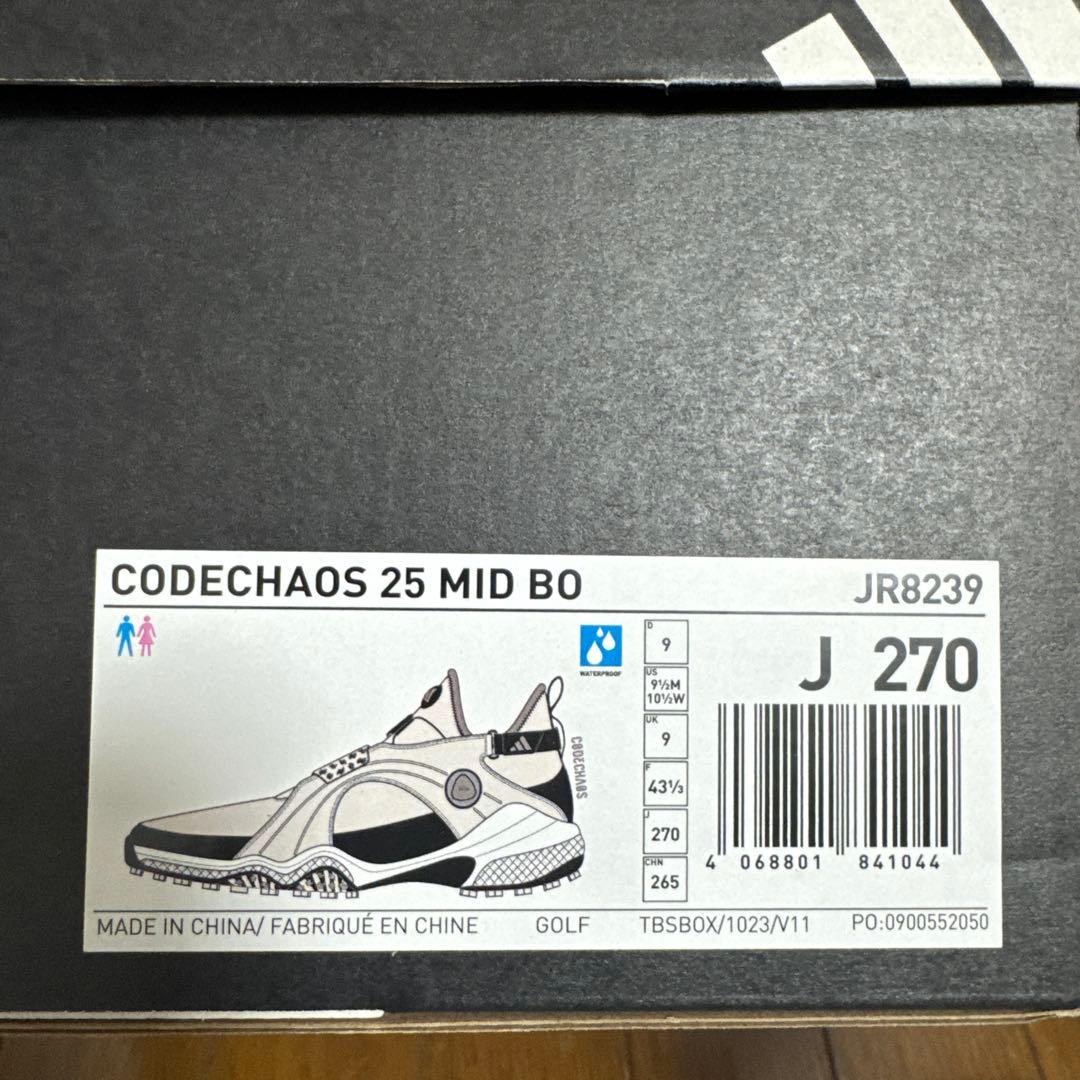 CODECHAOS 25 MID BO JR8239
WATERPROOF
CODECHAOS
D
9
US
9½M
10½W
UK
9
F
43⅓
J
270
CHN
265
J 270
4 068801 841044
MADE IN CHINA/ FABRIQUÉ EN CHINE GOLF TBSBOX/1023/V11 PO:0900552050